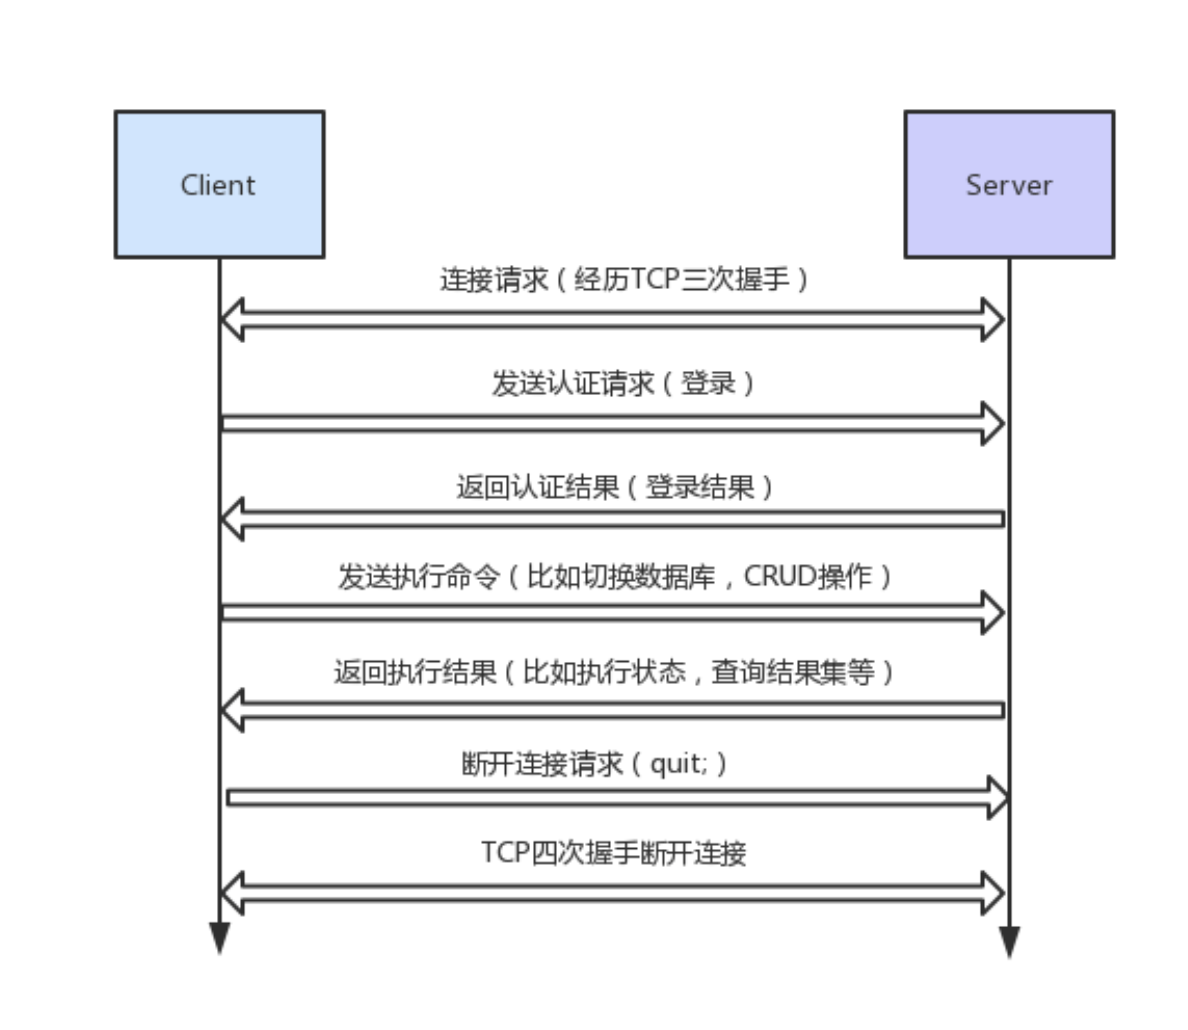 Client
Server
连接请求（经历TCP三次握手）
发送认证请求（登录）
返回认证结果（登录结果）
发送执行命令（比如切换数据库，CRUD操作）
返回执行结果（比如执行状态，查询结果集等）
断开连接请求（quit;）
TCP四次握手断开连接